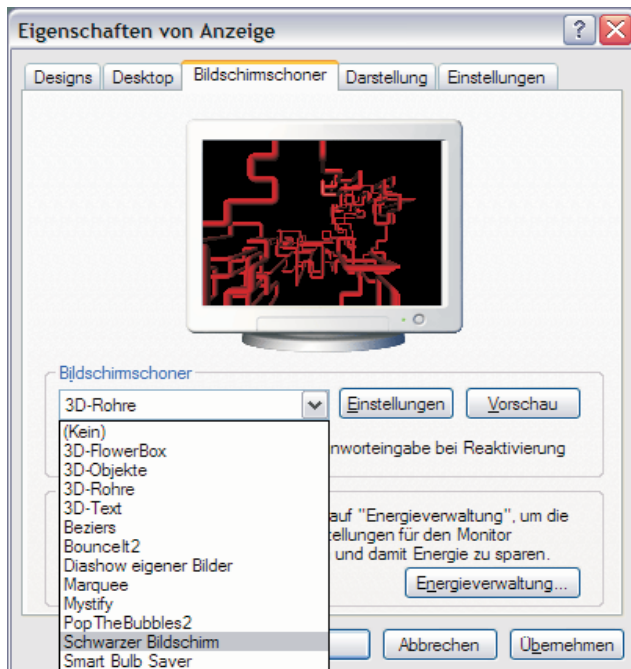 Eigenschaften von Anzeige
?
Designs Desktop Bildschirmschoner Darstellung Einstellungen
Bildschirmschoner
3D-Rohre Einstellungen Vorschau
(Kein)
3D-FlowerBox
nworteingabe bei Reaktivierung
3D-Objekte
3D-Rohre
3D-Text
auf "Energieverwaltung", um die
Beziers
tellungen für den Monitor
BounceIt2
und damit Energie zu sparen.
Diashow eigener Bilder
Marquee
Energieverwaltung...
Mystify
PopTheBubbles2
Schwarzer Bildschirm
Abbrechen Übernehmen
Smart Bulb Saver